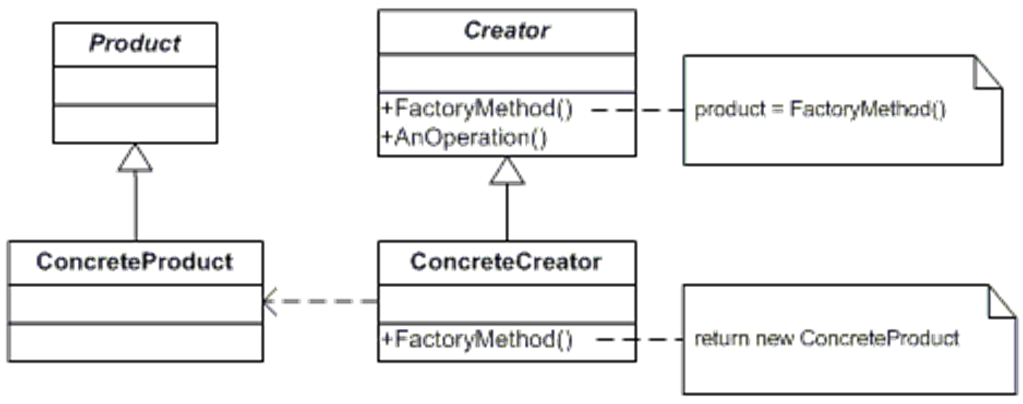 Product
Creator
+FactoryMethod()
+AnOperation()
product = FactoryMethod()
ConcreteProduct
ConcreteCreator
+FactoryMethod()
return new ConcreteProduct